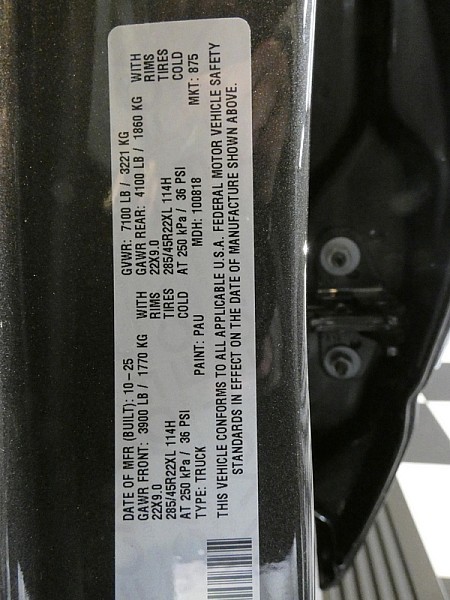 DATE OF MFR (BUILT): 10-25 GVWR: 7100 LB / 3221 KG
GAWR FRONT: 3900 LB / 1770 KG WITH GAWR REAR: 4100 LB / 1860 KG WITH
22X9.0 RIMS 22X9.0 RIMS
285/45R22XL 114H TIRES 285/45R22XL 114H TIRES
AT 250 kPa / 36 PSI COLD AT 250 kPa / 36 PSI COLD
TYPE: TRUCK PAINT: PAU MDH: 100818 MKT: 875
THIS VEHICLE CONFORMS TO ALL APPLICABLE U.S.A. FEDERAL MOTOR VEHICLE SAFETY
STANDARDS IN EFFECT ON THE DATE OF MANUFACTURE SHOWN ABOVE.